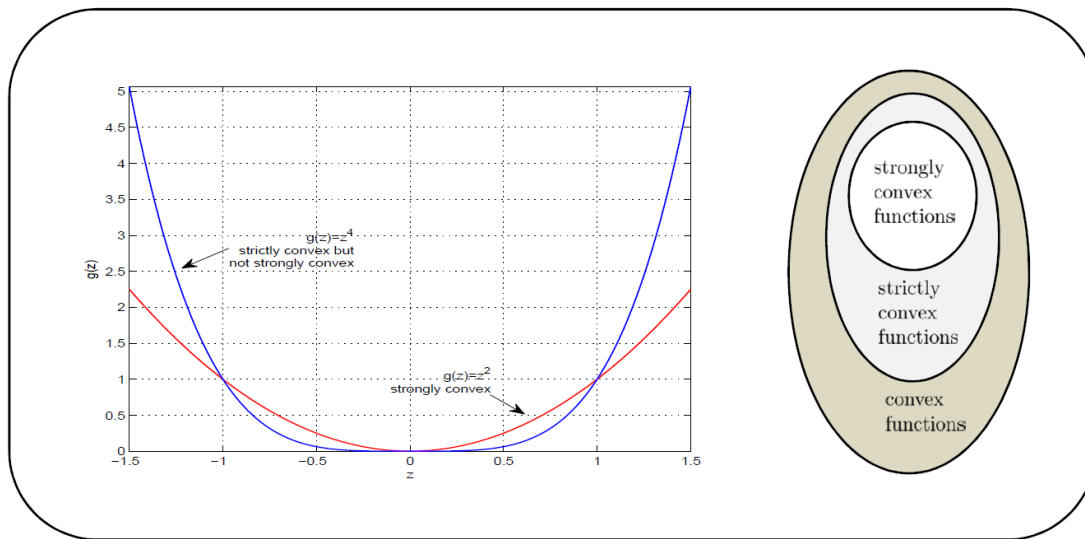 5
4.5
4
3.5
3
2.5
2
1.5
1
0.5
0
g(z)
g(z)=z⁴
strictly convex but
not strongly convex
g(z)=z²
strongly convex
−1.5 −1 −0.5 0 0.5 1 1.5
z
strongly
convex
functions
strictly
convex
functions
convex
functions